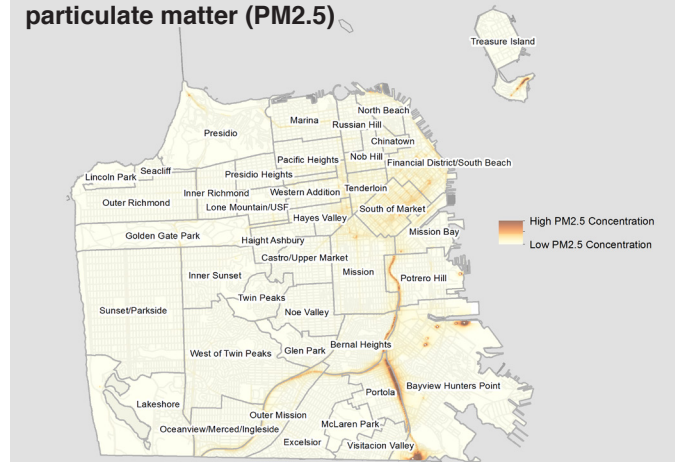 particulate matter (PM2.5)
Treasure Island
North Beach
Marina
Russian Hill
Presidio
Chinatown
Pacific Heights
Nob Hill
Financial District/South Beach
Seacliff
Lincoln Park
Presidio Heights
Inner Richmond
Western Addition
Tenderloin
Outer Richmond
Lone Mountain/USF
South of Market
Hayes Valley
High PM2.5 Concentration
Low PM2.5 Concentration
Golden Gate Park
Haight Ashbury
Mission Bay
Castro/Upper Market
Inner Sunset
Mission
Potrero Hill
Twin Peaks
Sunset/Parkside
Noe Valley
Bernal Heights
West of Twin Peaks
Glen Park
Portola
Bayview Hunters Point
Lakeshore
Outer Mission
McLaren Park
Oceanview/Merced/Ingleside
Excelsior
Visitacion Valley